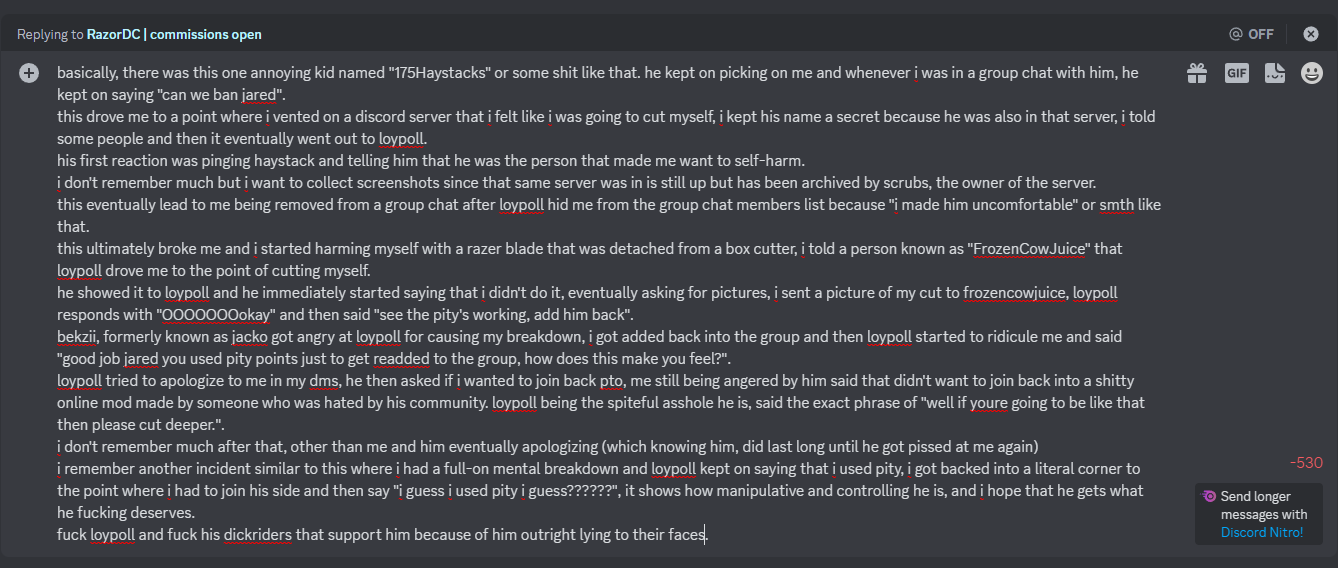 Replying to RazorDC | commissions open
@ OFF
basically, there was this one annoying kid named "175Haystacks" or some shit like that. he kept on picking on me and whenever i was in a group chat with him, he
kept on saying "can we ban jared".
this drove me to a point where i vented on a discord server that i felt like i was going to cut myself, i kept his name a secret because he was also in that server, i told
some people and then it eventually went out to loypoll.
his first reaction was pinging haystack and telling him that he was the person that made me want to self-harm.
i don't remember much but i want to collect screenshots since that same server was in is still up but has been archived by scrubs, the owner of the server.
this eventually lead to me being removed from a group chat after loypoll hid me from the group chat members list because "i made him uncomfortable" or smth like
that.
this ultimately broke me and i started harming myself with a razer blade that was detached from a box cutter, i told a person known as "FrozenCowJuice" that
loypoll drove me to the point of cutting myself.
he showed it to loypoll and he immediately started saying that i didn't do it, eventually asking for pictures, i sent a picture of my cut to frozencowjuice, loypoll
responds with "OOOOOOOokay" and then said "see the pity's working, add him back".
bekzii, formerly known as jacko got angry at loypoll for causing my breakdown, i got added back into the group and then loypoll started to ridicule me and said
"good job jared you used pity points just to get readded to the group, how does this make you feel?".
loypoll tried to apologize to me in my dms, he then asked if i wanted to join back pto, me still being angered by him said that didn't want to join back into a shitty
online mod made by someone who was hated by his community. loypoll being the spiteful asshole he is, said the exact phrase of "well if youre going to be like that
then please cut deeper.".
i don't remember much after that, other than me and him eventually apologizing (which knowing him, did last long until he got pissed at me again)
i remember another incident similar to this where i had a full-on mental breakdown and loypoll kept on saying that i used pity, i got backed into a literal corner to
the point where i had to join his side and then say "i guess i used pity i guess??????", it shows how manipulative and controlling he is, and i hope that he gets what
he fucking deserves.
fuck loypoll and fuck his dickriders that support him because of him outright lying to their faces.
GIF
-530
Send longer
messages with
Discord Nitro!